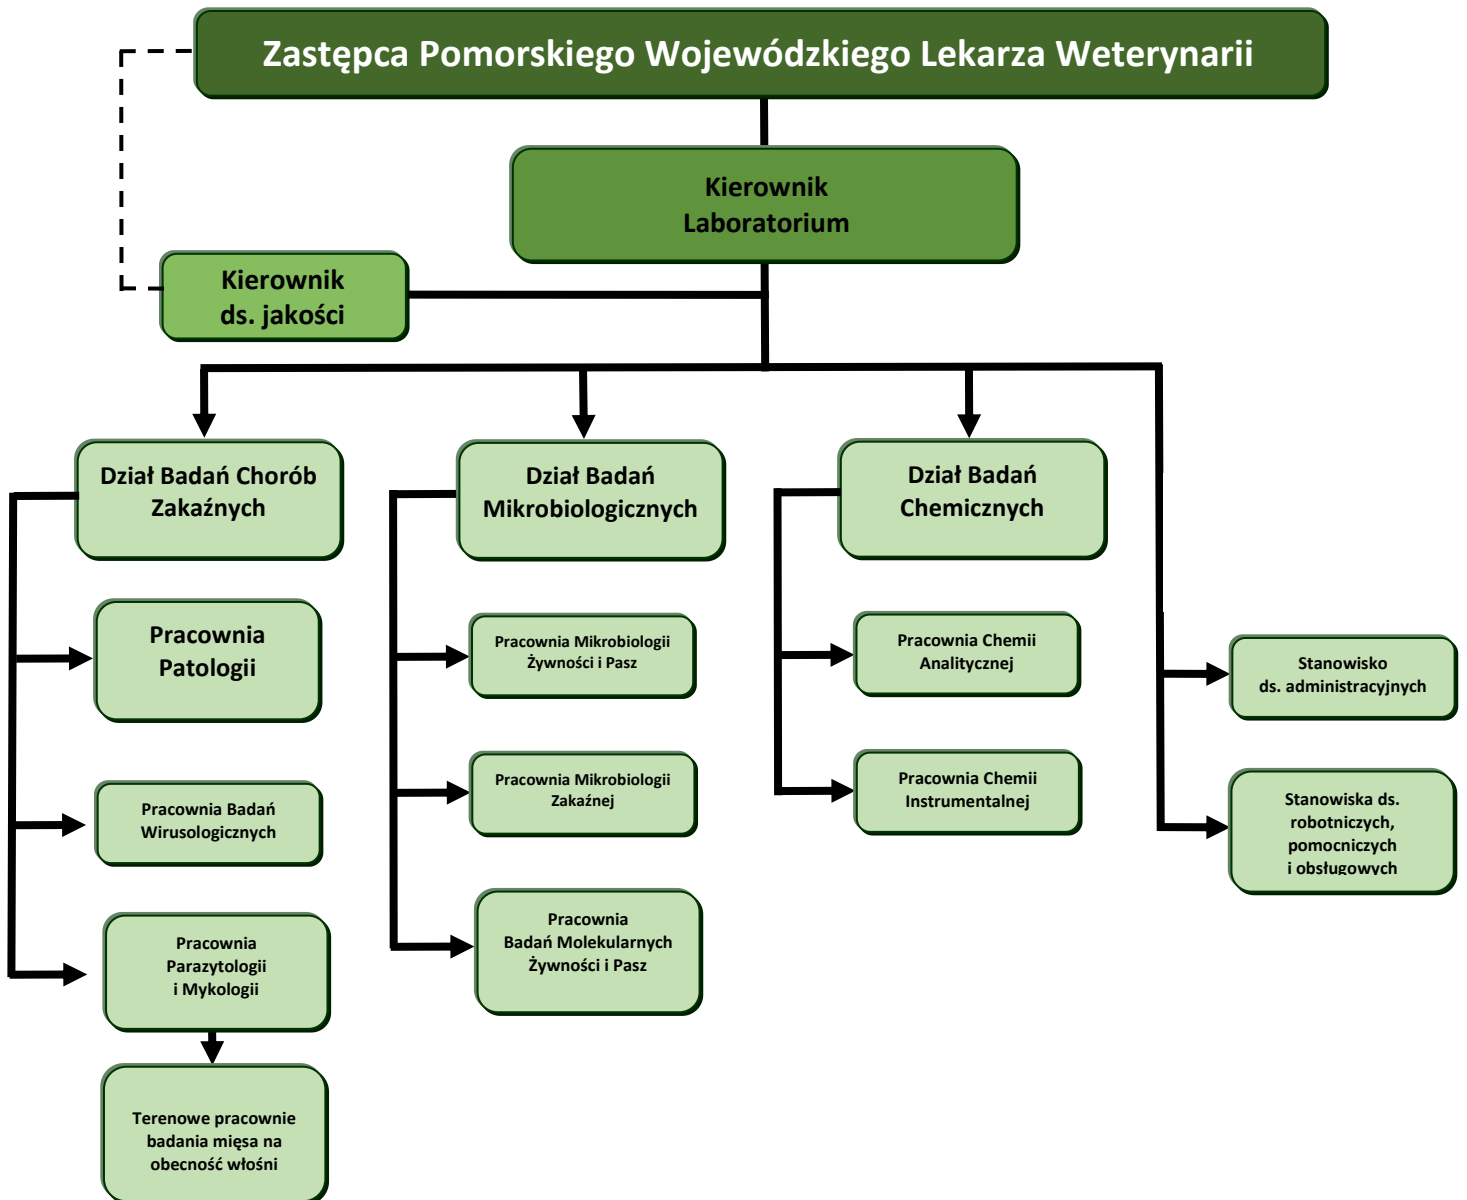 Zastępca Pomorskiego Wojewódzkiego Lekarza Weterynarii
Kierownik
Laboratorium
Kierownik
ds. jakości
Dział Badań Chorób
Zakaźnych
Dział Badań
Mikrobiologicznych
Dział Badań
Chemicznych
Pracownia
Patologii
Pracownia Badań
Wirusologicznych
Pracownia
Parazytologii
i Mykologii
Terenowe pracownie
badania mięsa na
obecność włośni
Pracownia Mikrobiologii
Żywności i Pasz
Pracownia Mikrobiologii
Zakaźnej
Pracownia
Badań Molekularnych
Żywności i Pasz
Pracownia Chemii
Analitycznej
Pracownia Chemii
Instrumentalnej
Stanowisko
ds. administracyjnych
Stanowiska ds.
robotniczych,
pomocniczych
i obsługowych